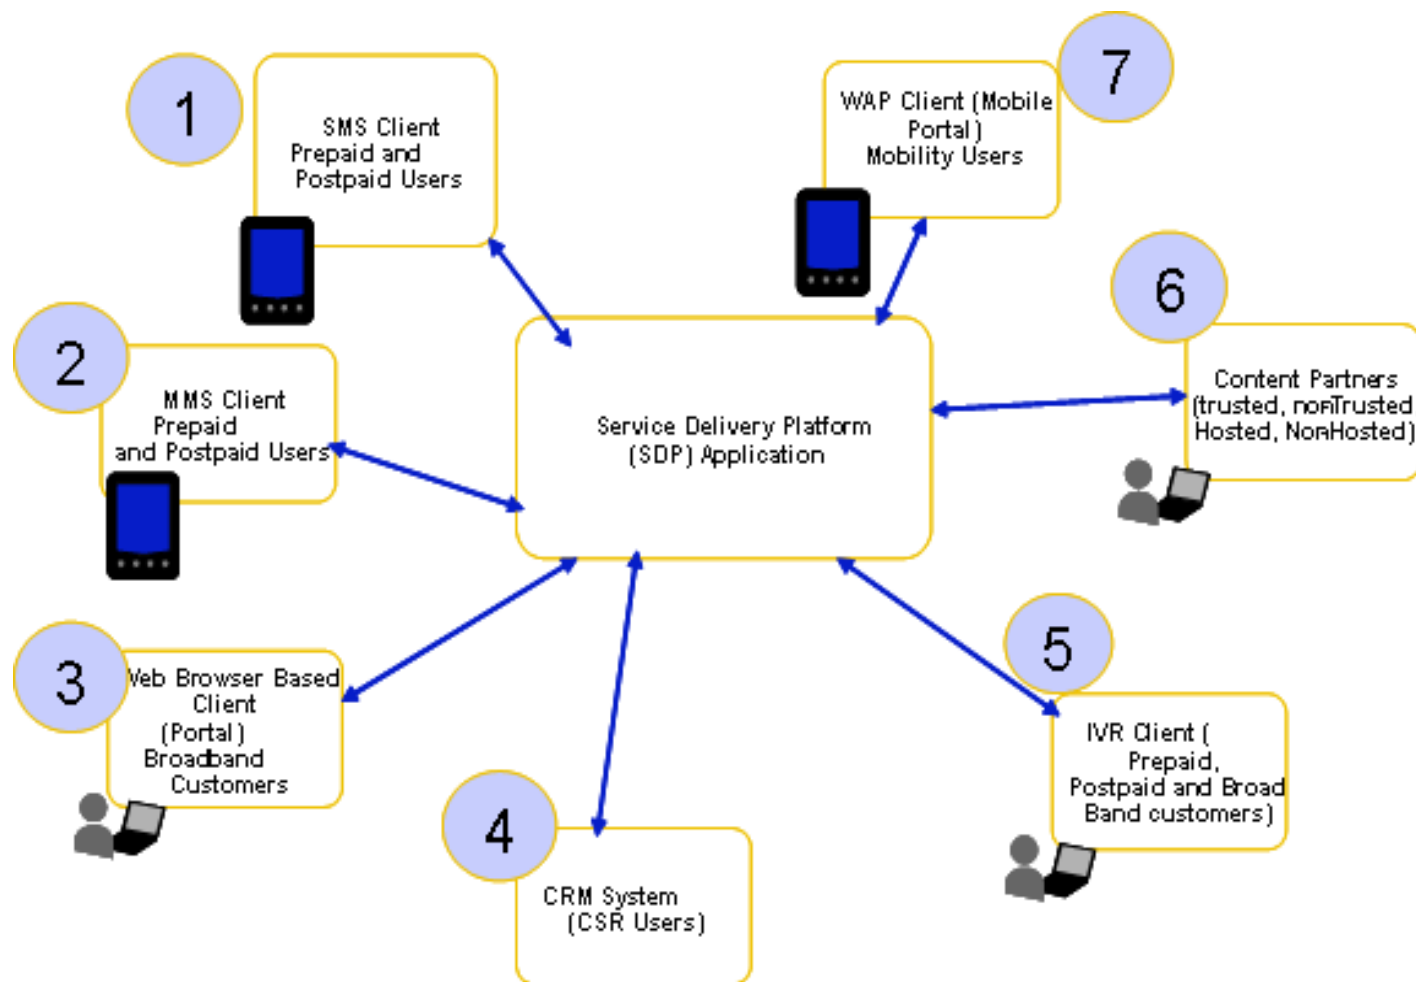 1
SMS Client
Prepaid and
Postpaid Users
7
WAP Client (Mobile
Portal)
Mobility Users
2
MMS Client
Prepaid
and Postpaid Users
Service Delivery Platform
(SDP) Application
6
Content Partners
(trusted, nonTrusted
Hosted, NonHosted)
3
Web Browser Based
Client
(Portal)
Broadband
Customers
4
CRM System
(CSR Users)
5
IVR Client (
Prepaid,
Postpaid and Broad
Band customers)